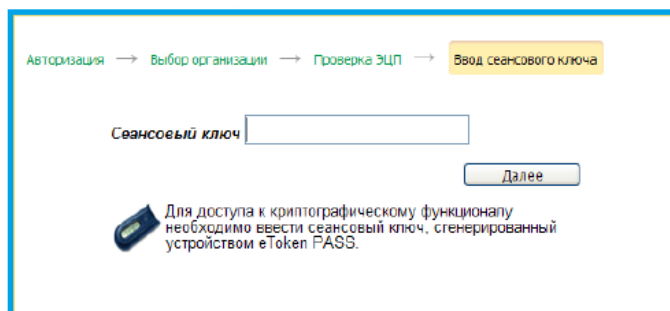 Авторизация → Выбор организации → Проверка ЭЦП → Ввод сеансового ключа
Сеансовый ключ
Далее
Для доступа к криптографическому функционалу
необходимо ввести сеансовый ключ, сгенерированный
устройством eToken PASS.